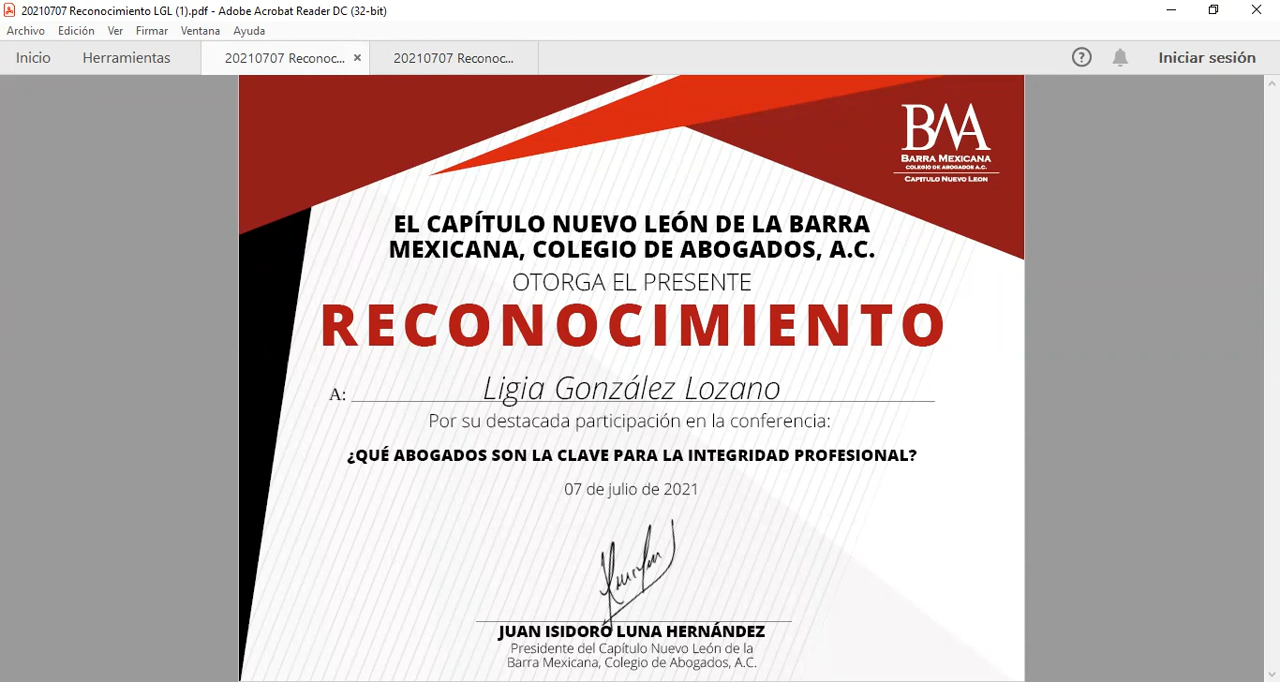 20210707 Reconocimiento LGL (1).pdf - Adobe Acrobat Reader DC (32-bit)
Archivo Edición Ver Firmar Ventana Ayuda
Inicio Herramientas 20210707 Reconoc... × 20210707 Reconoc... ? Iniciar sesión
BMA
BARRA MEXICANA
COLEGIO DE ABOGADOS A.C.
CAPITULO NUEVO LEON
EL CAPÍTULO NUEVO LEÓN DE LA BARRA
MEXICANA, COLEGIO DE ABOGADOS, A.C.
OTORGA EL PRESENTE
RECONOCIMIENTO
A: Ligia González Lozano
Por su destacada participación en la conferencia:
¿QUÉ ABOGADOS SON LA CLAVE PARA LA INTEGRIDAD PROFESIONAL?
07 de julio de 2021
JUAN ISIDORO LUNA HERNÁNDEZ
Presidente del Capítulo Nuevo León de la
Barra Mexicana, Colegio de Abogados, A.C.